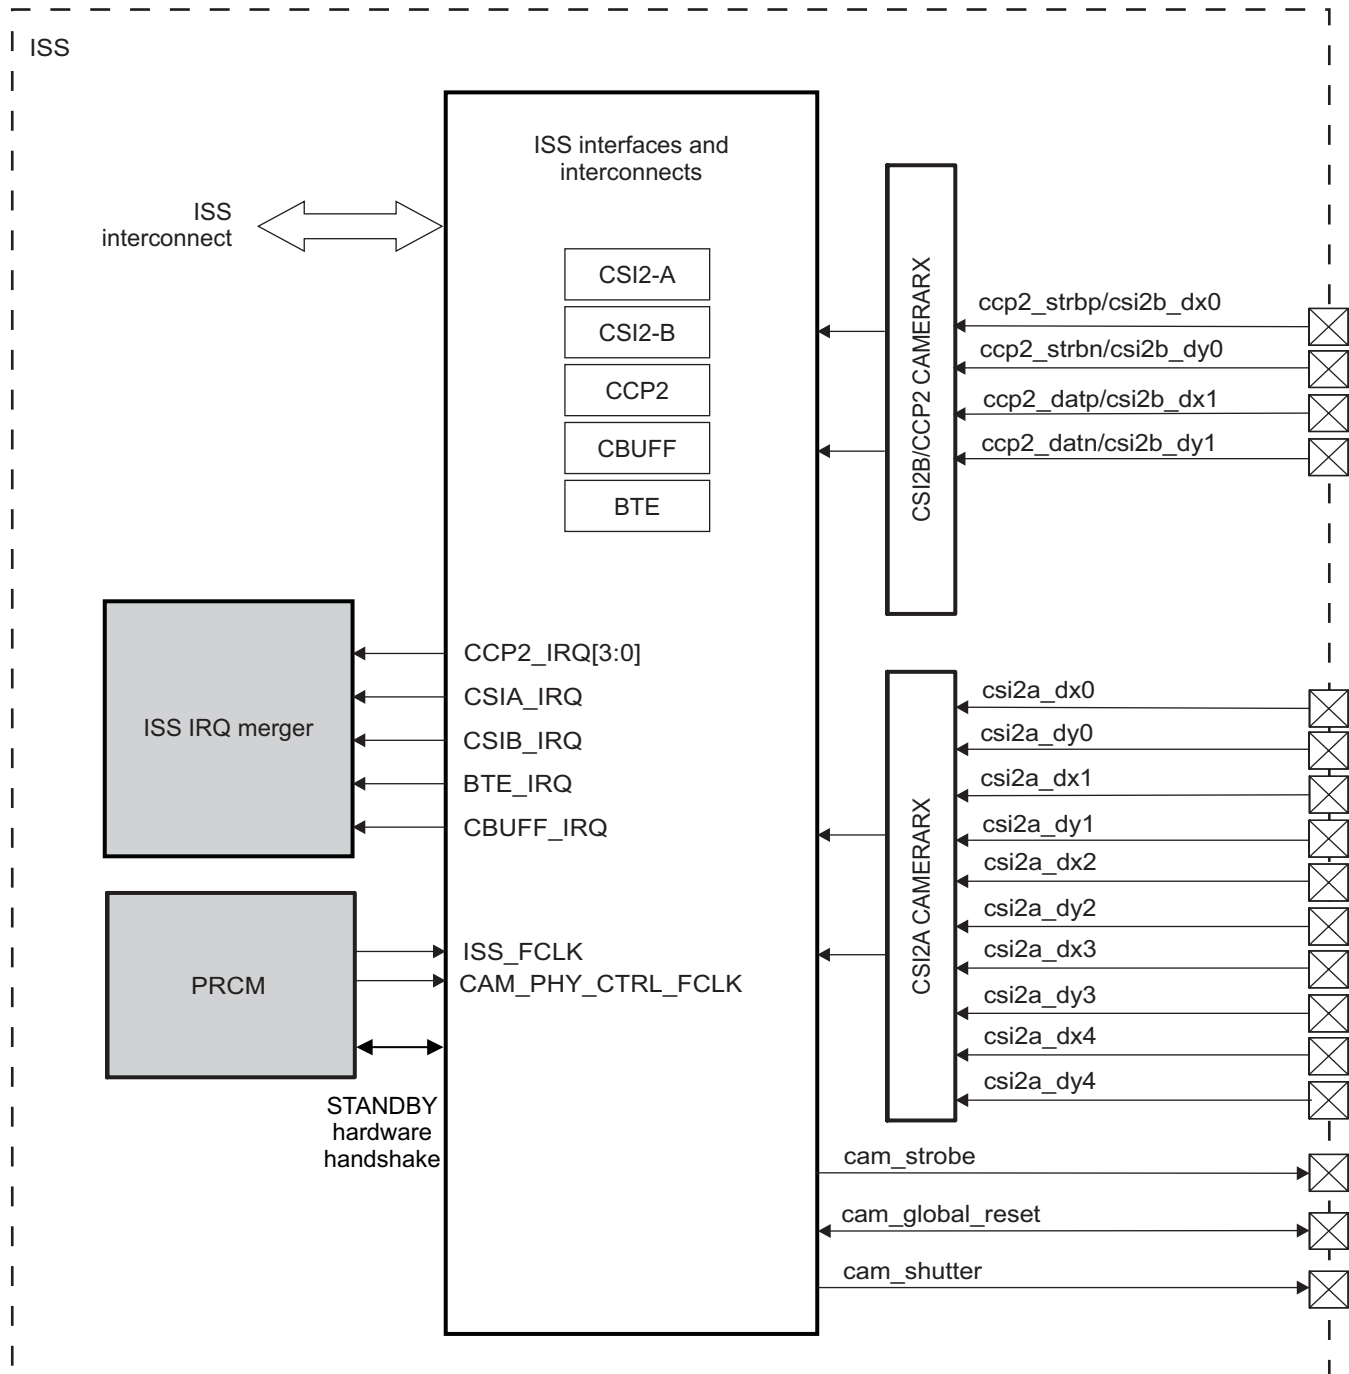 ISS
ISS interfaces and
interconnects
ISS
interconnect
CSI2-A
CSI2-B
CCP2
CBUFF
BTE
CSI2B/CCP2 CAMERARX
ccp2_strbp/csi2b_dx0
ccp2_strbn/csi2b_dy0
ccp2_datp/csi2b_dx1
ccp2_datn/csi2b_dy1
ISS IRQ merger
CCP2_IRQ[3:0]
CSIA_IRQ
CSIB_IRQ
BTE_IRQ
CBUFF_IRQ
PRCM
ISS_FCLK
CAM_PHY_CTRL_FCLK
STANDBY
hardware
handshake
CSI2A CAMERARX
csi2a_dx0
csi2a_dy0
csi2a_dx1
csi2a_dy1
csi2a_dx2
csi2a_dy2
csi2a_dx3
csi2a_dy3
csi2a_dx4
csi2a_dy4
cam_strobe
cam_global_reset
cam_shutter